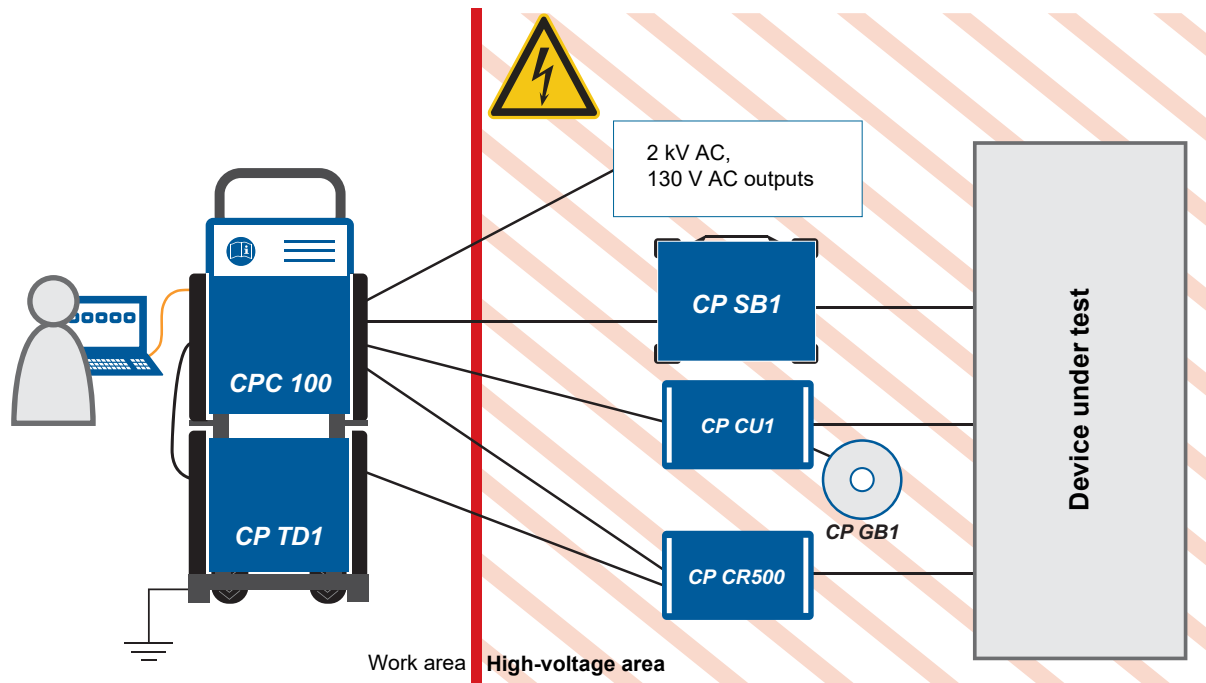 2 kV AC,
130 V AC outputs
CP SB1
CPC 100
CP CU1
CP GB1
CP TD1
CP CR500
Device under test
Work area
High-voltage area